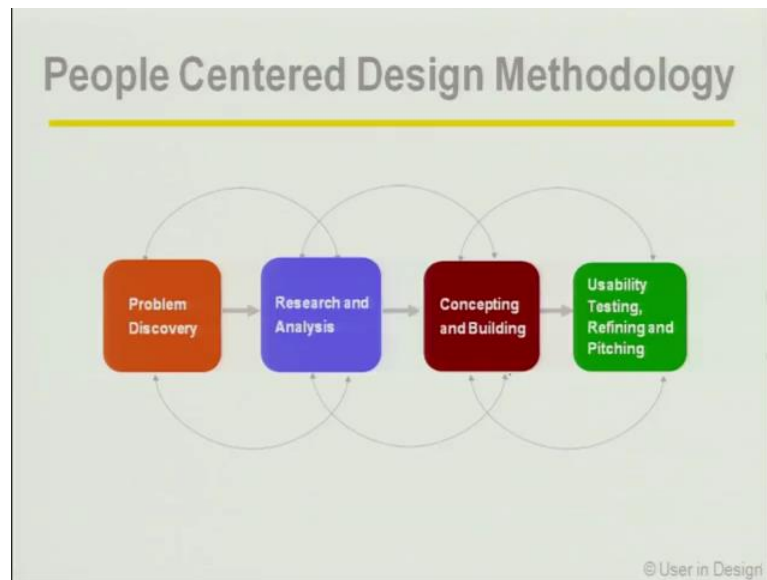 People Centered Design Methodology
Problem
Discovery
Research and
Analysis
Concepting
and Building
Usability
Testing,
Refining and
Pitching
© User in Design